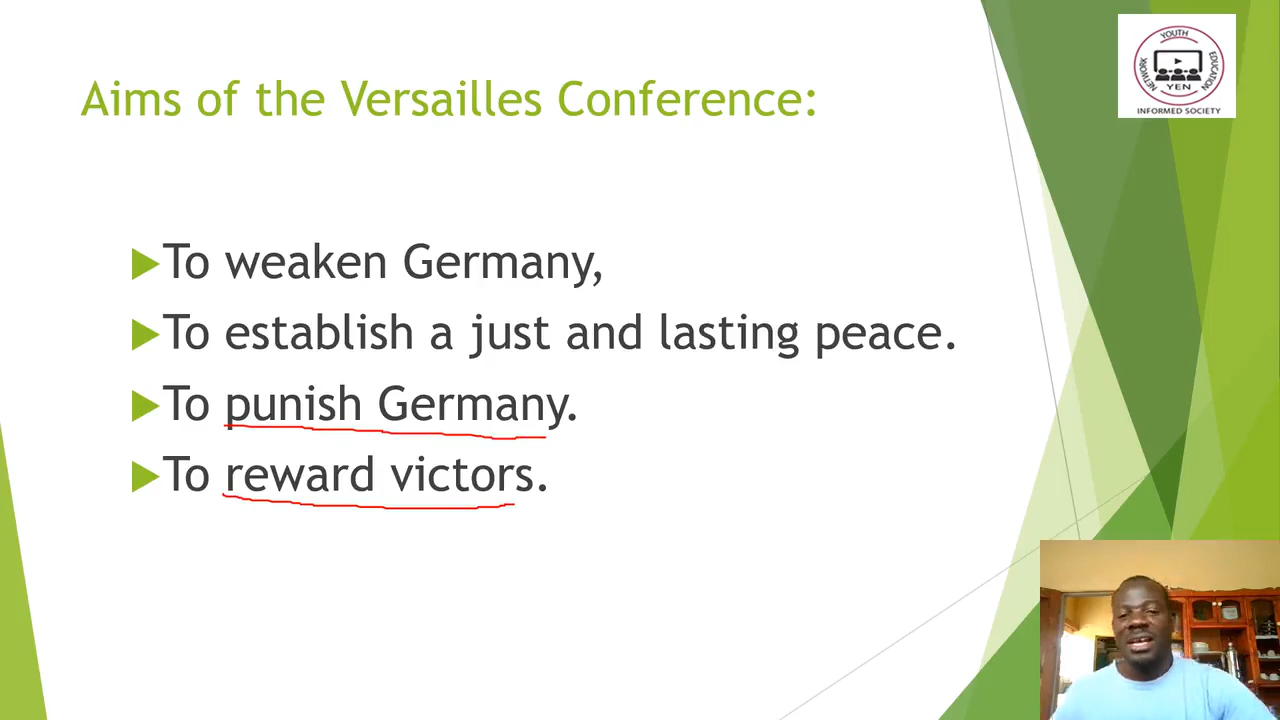 Aims of the Versailles Conference:
To weaken Germany,
To establish a just and lasting peace.
To punish Germany.
To reward victors.
YOUTH
EDUCATION
NETWORK
YEN
INFORMED SOCIETY